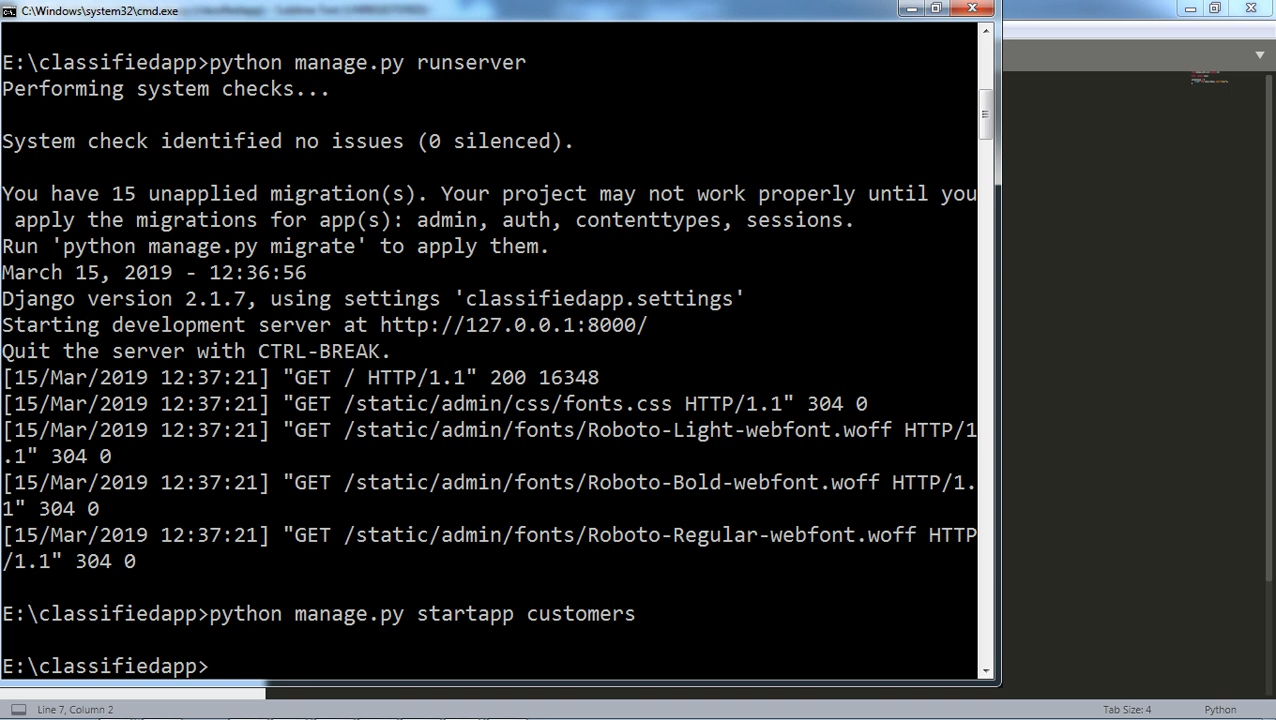 C:\Windows\system32\cmd.exe
E:\classifiedapp>python manage.py runserver
Performing system checks...
System check identified no issues (0 silenced).
You have 15 unapplied migration(s). Your project may not work properly until you
apply the migrations for app(s): admin, auth, contenttypes, sessions.
Run 'python manage.py migrate' to apply them.
March 15, 2019 - 12:36:56
Django version 2.1.7, using settings 'classifiedapp.settings'
Starting development server at http://127.0.0.1:8000/
Quit the server with CTRL-BREAK.
[15/Mar/2019 12:37:21] "GET / HTTP/1.1" 200 16348
[15/Mar/2019 12:37:21] "GET /static/admin/css/fonts.css HTTP/1.1" 304 0
[15/Mar/2019 12:37:21] "GET /static/admin/fonts/Roboto-Light-webfont.woff HTTP/1
.1" 304 0
[15/Mar/2019 12:37:21] "GET /static/admin/fonts/Roboto-Bold-webfont.woff HTTP/1.
1" 304 0
[15/Mar/2019 12:37:21] "GET /static/admin/fonts/Roboto-Regular-webfont.woff HTTP
/1.1" 304 0
E:\classifiedapp>python manage.py startapp customers
E:\classifiedapp>
Line 7, Column 2
Tab Size: 4
Python